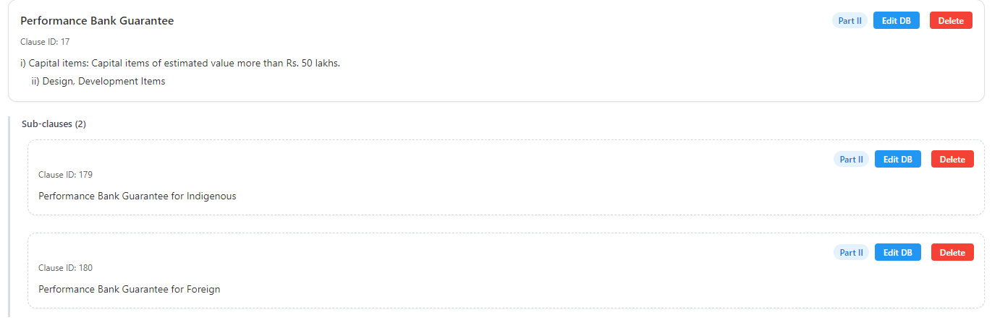 Performance Bank Guarantee
Part II
Edit DB
Delete
Clause ID: 17
i) Capital items: Capital items of estimated value more than Rs. 50 lakhs.
ii) Design, Development Items
Sub-clauses (2)
Part II
Edit DB
Delete
Clause ID: 179
Performance Bank Guarantee for Indigenous
Part II
Edit DB
Delete
Clause ID: 180
Performance Bank Guarantee for Foreign